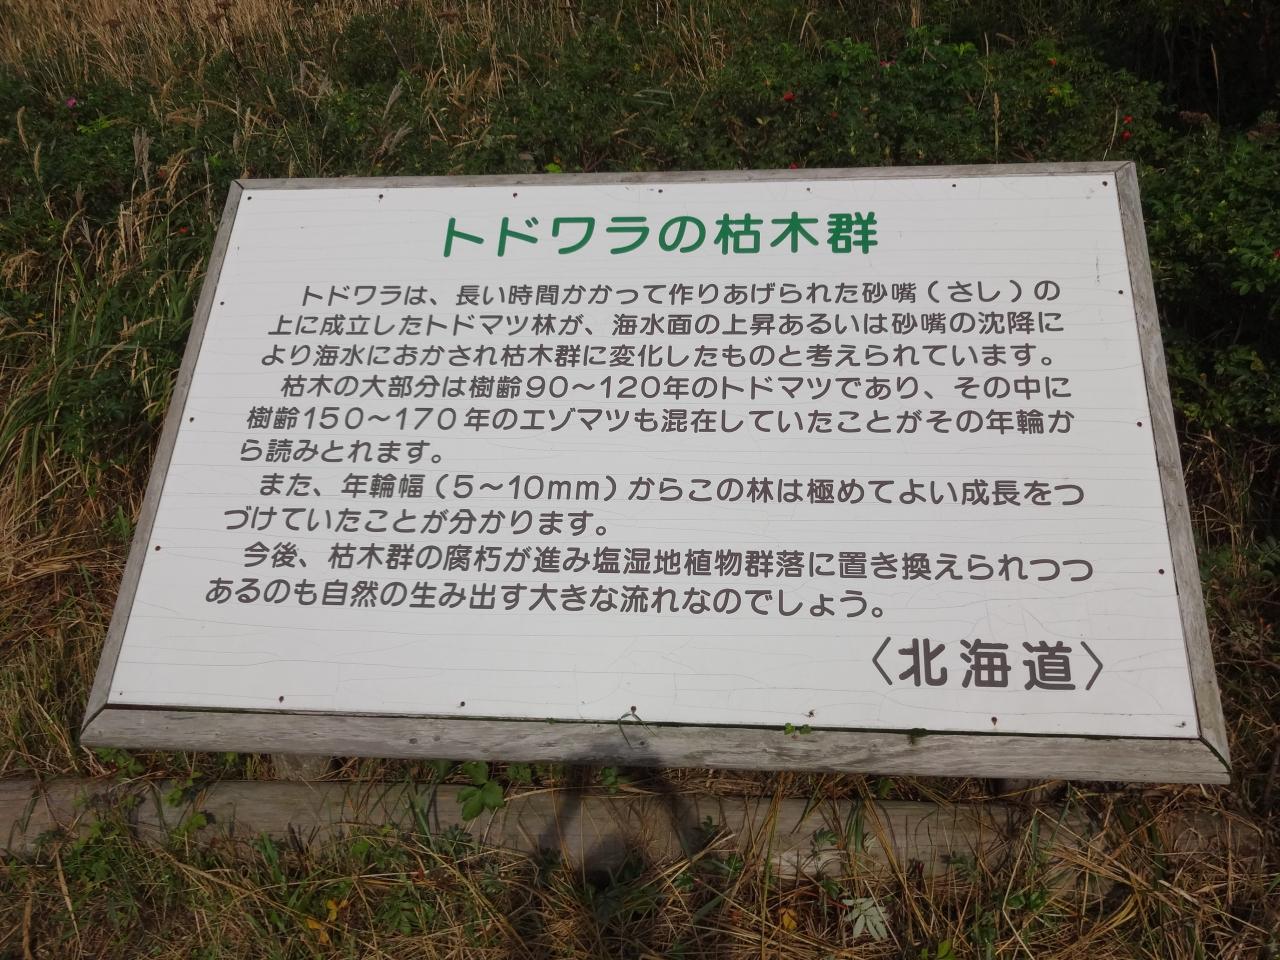 トドワラの枯木群
トドワラは、長い時間かかって作りあげられた砂嘴(さし)の
上に成立したトドマツ林が、海水面の上昇あるいは砂嘴の沈降に
より海水におかされ枯木群に変化したものと考えられています。
枯木の大部分は樹齢90～120年のトドマツであり、その中に
樹齢150～170年のエゾマツも混在していたことがその年輪か
ら読みとれます。
また、年輪幅(5～10mm)からこの林は極めてよい成長をつ
づけていたことが分かります。
今後、枯木群の腐朽が進み塩湿地植物群落に置き換えられつつ
あるのも自然の生み出す大きな流れなのでしょう。
〈北海道〉